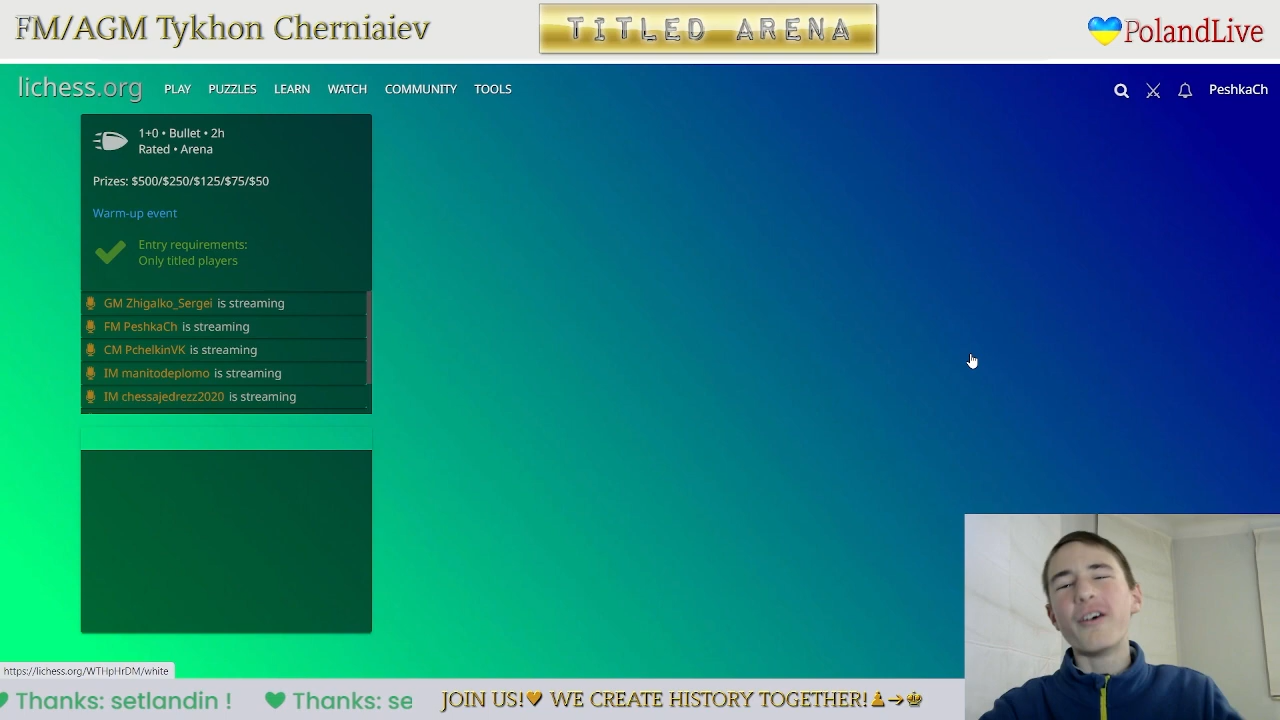 FM/AGM Tykhon Cherniaiev
TITLED ARENA
PolandLive
lichess.org PLAY PUZZLES LEARN WATCH COMMUNITY TOOLS PeshkaCh
1+0 • Bullet • 2h
Rated • Arena
Prizes: $500/$250/$125/$75/$50
Warm-up event
Entry requirements:
Only titled players
GM Zhigalko_Sergei is streaming
FM PeshkaCh is streaming
CM PchelkinVK is streaming
IM manitodeplomo is streaming
IM chessajedrezz2020 is streaming
https://lichess.org/WTHpHrDM/white
Thanks: setlandin ! Thanks: se
JOIN US! WE CREATE HISTORY TOGETHER!